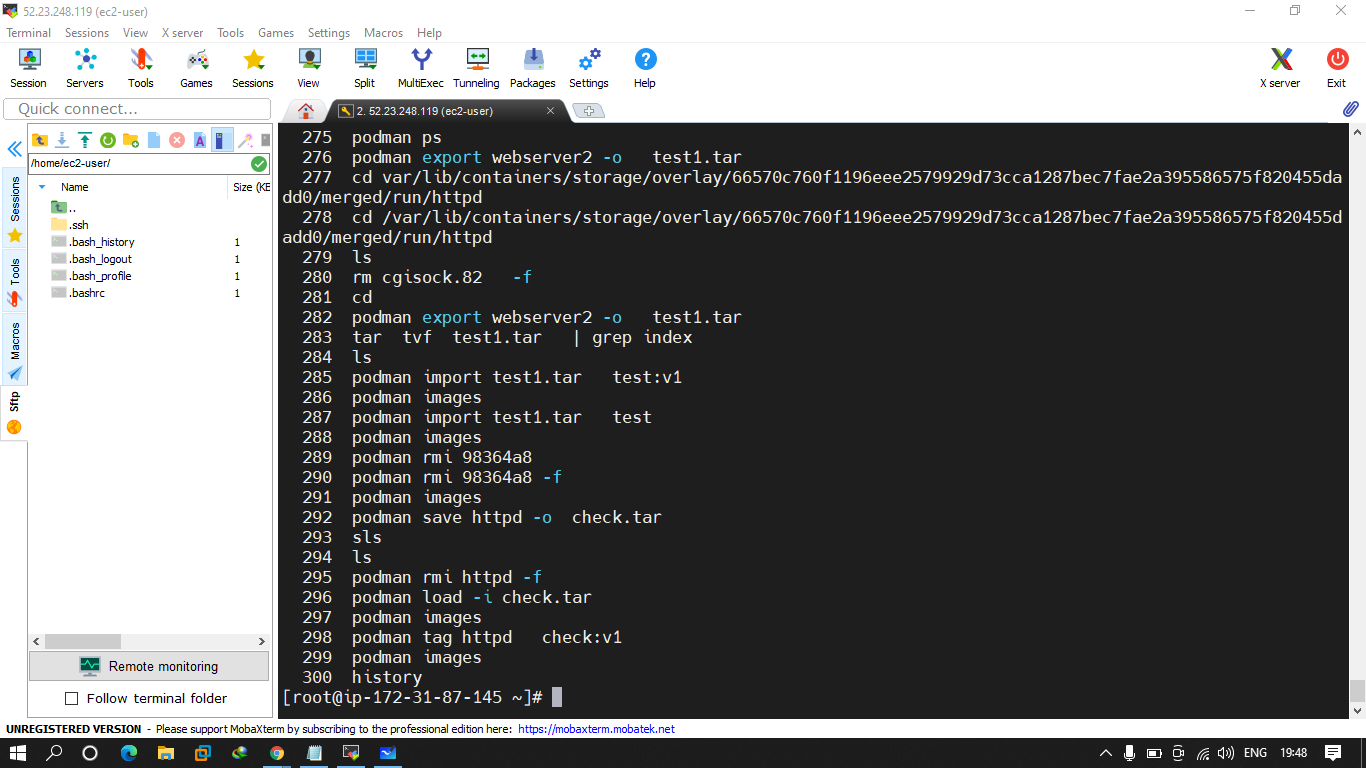 52.23.248.119 (ec2-user)
Terminal Sessions View X server Tools Games Settings Macros Help
Session Servers Tools Games Sessions View Split MultiExec Tunneling Packages Settings Help X server Exit
Quick connect...
2. 52.23.248.119 (ec2-user)
/home/ec2-user/
Name Size (KB
..
.ssh
.bash_history 1
.bash_logout 1
.bash_profile 1
.bashrc 1
Sessions
Tools
Macros
Sftp
Remote monitoring
Follow terminal folder
275 podman ps
276 podman export webserver2 -o test1.tar
277 cd var/lib/containers/storage/overlay/66570c760f1196eee2579929d73cca1287bec7fae2a395586575f820455da
dd0/merged/run/httpd
278 cd /var/lib/containers/storage/overlay/66570c760f1196eee2579929d73cca1287bec7fae2a395586575f820455d
add0/merged/run/httpd
279 ls
280 rm cgisock.82 -f
281 cd
282 podman export webserver2 -o test1.tar
283 tar tvf test1.tar | grep index
284 ls
285 podman import test1.tar test:v1
286 podman images
287 podman import test1.tar test
288 podman images
289 podman rmi 98364a8
290 podman rmi 98364a8 -f
291 podman images
292 podman save httpd -o check.tar
293 sls
294 ls
295 podman rmi httpd -f
296 podman load -i check.tar
297 podman images
298 podman tag httpd check:v1
299 podman images
300 history
[root@ip-172-31-87-145 ~]#
UNREGISTERED VERSION - Please support MobaXterm by subscribing to the professional edition here: https://mobaxterm.mobatek.net
ENG 19:48